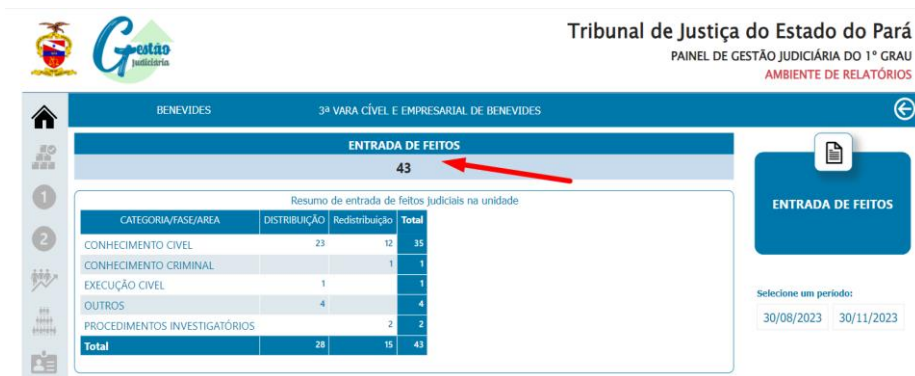 Gestão
Judiciária
Tribunal de Justiça do Estado do Pará
PAINEL DE GESTÃO JUDICIÁRIA DO 1º GRAU
AMBIENTE DE RELATÓRIOS
BENEVIDES 3ª VARA CÍVEL E EMPRESARIAL DE BENEVIDES
ENTRADA DE FEITOS
43
Resumo de entrada de feitos judiciais na unidade
CATEGORIA/FASE/AREA DISTRIBUIÇÃO Redistribuição Total
CONHECIMENTO CIVEL 23 12 35
CONHECIMENTO CRIMINAL 1 1
EXECUÇÃO CIVEL 1 1
OUTROS 4 4
PROCEDIMENTOS INVESTIGATÓRIOS 2 2
Total 28 15 43
ENTRADA DE FEITOS
Selecione um período:
30/08/2023 30/11/2023
1
2